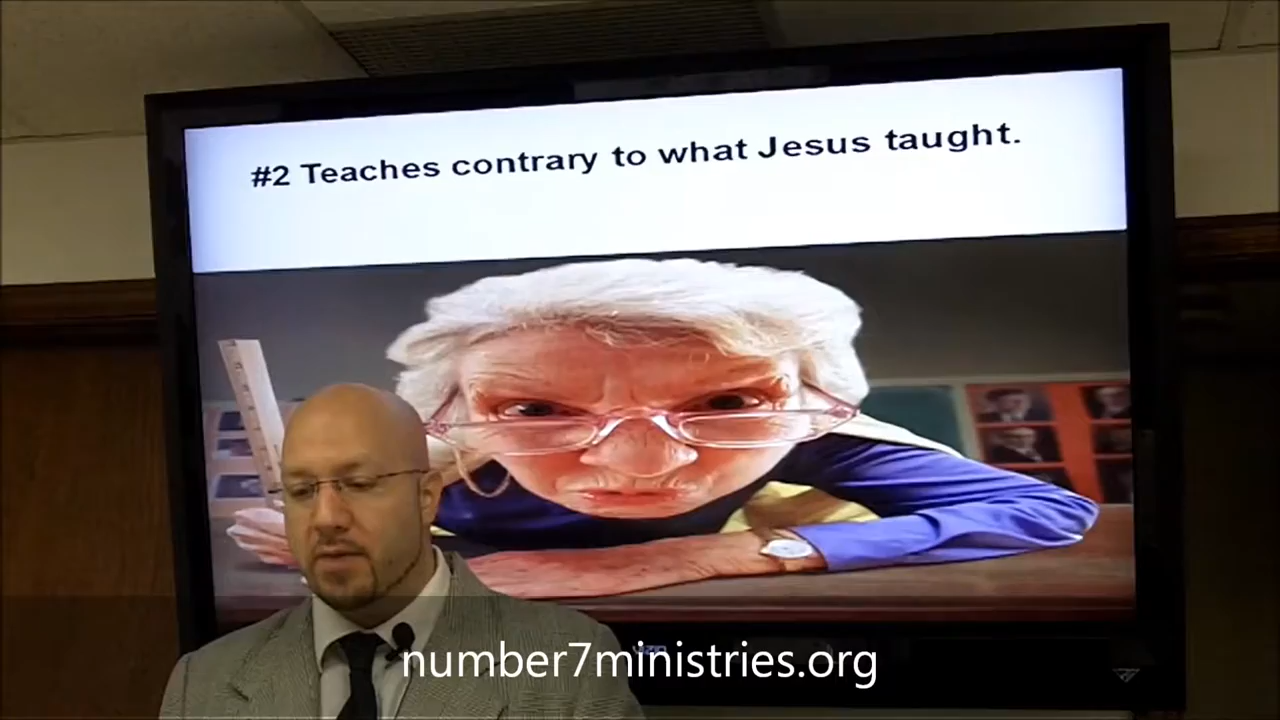 #2 Teaches contrary to what Jesus taught.
number7ministries.org